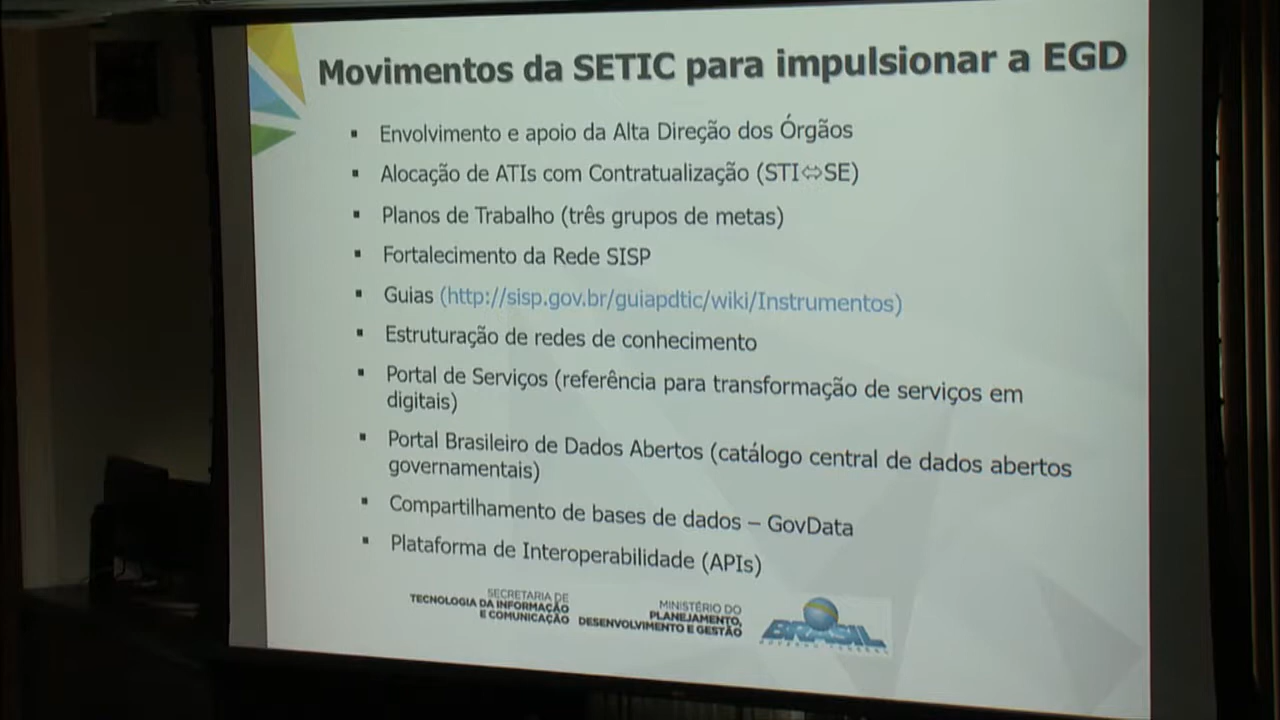 Movimentos da SETIC para impulsionar a EGD
▪ Envolvimento e apoio da Alta Direção dos Órgãos
▪ Alocação de ATIs com Contratualização (STI⇔SE)
▪ Planos de Trabalho (três grupos de metas)
▪ Fortalecimento da Rede SISP
▪ Guias (http://sisp.gov.br/guiapdtic/wiki/Instrumentos)
▪ Estruturação de redes de conhecimento
▪ Portal de Serviços (referência para transformação de serviços em
digitais)
▪ Portal Brasileiro de Dados Abertos (catálogo central de dados abertos
governamentais)
▪ Compartilhamento de bases de dados – GovData
▪ Plataforma de Interoperabilidade (APIs)
SECRETARIA DE
TECNOLOGIA DA INFORMAÇÃO
E COMUNICAÇÃO
MINISTÉRIO DO
PLANEJAMENTO,
DESENVOLVIMENTO E GESTÃO
BRASIL
GOVERNO FEDERAL